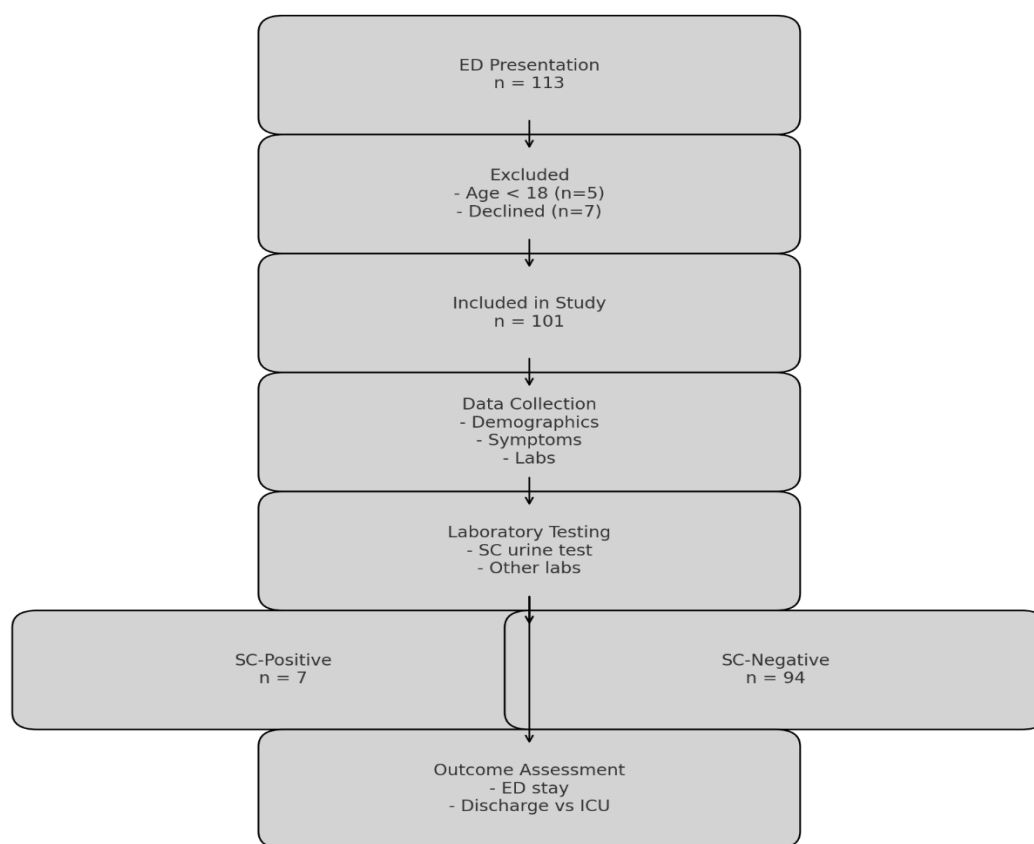 ED Presentation
n = 113
Excluded
- Age < 18 (n=5)
- Declined (n=7)
Included in Study
n = 101
Data Collection
- Demographics
- Symptoms
- Labs
Laboratory Testing
- SC urine test
- Other labs
SC-Positive
n = 7
SC-Negative
n = 94
Outcome Assessment
- ED stay
- Discharge vs ICU